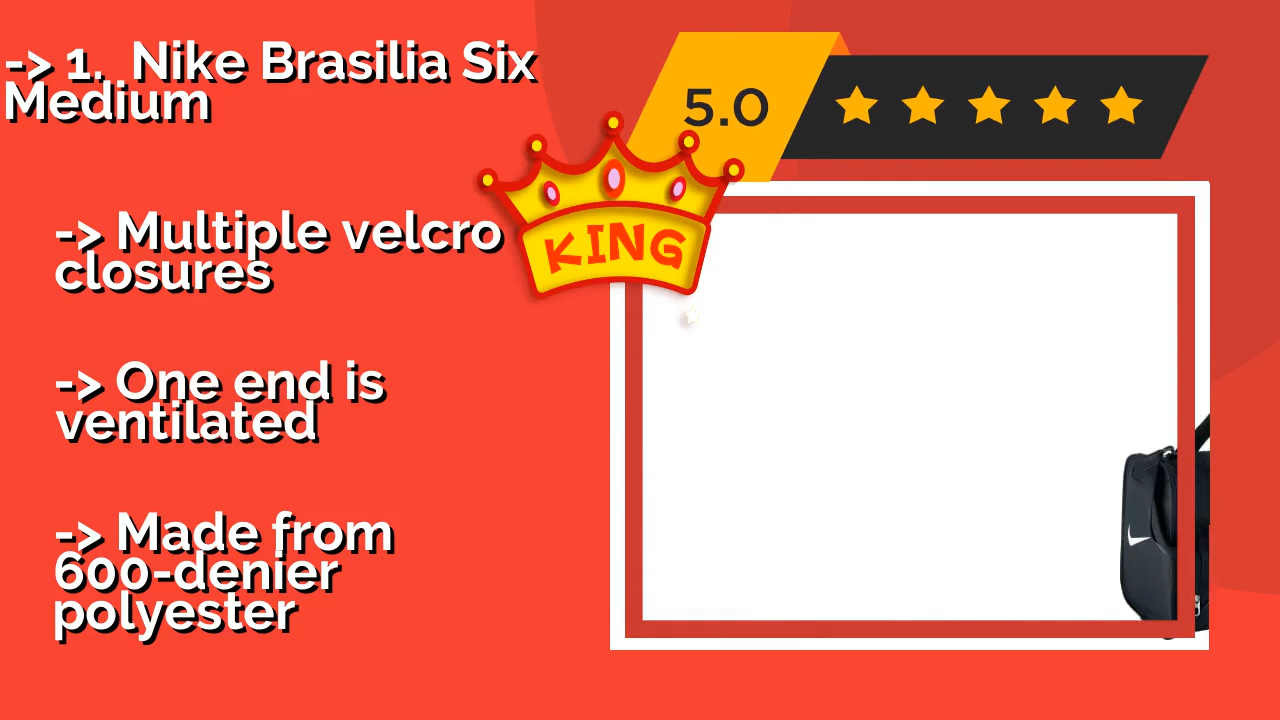 -> 1.  Nike Brasilia Six
Medium
5.0
KING
-> Multiple velcro
closures
-> One end is
ventilated
-> Made from
600-denier
polyester